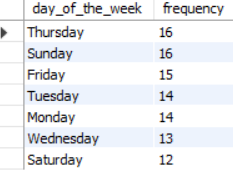 day_of_the_week frequency
Thursday 16
Sunday 16
Friday 15
Tuesday 14
Monday 14
Wednesday 13
Saturday 12